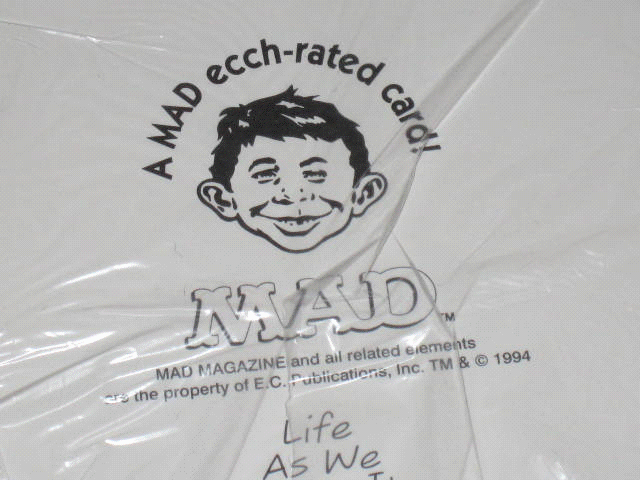 A MAD ecch-rated card!
MAD™
MAD MAGAZINE and all related elements
are the property of E.C. Publications, Inc. TM & © 1994
Life
As We